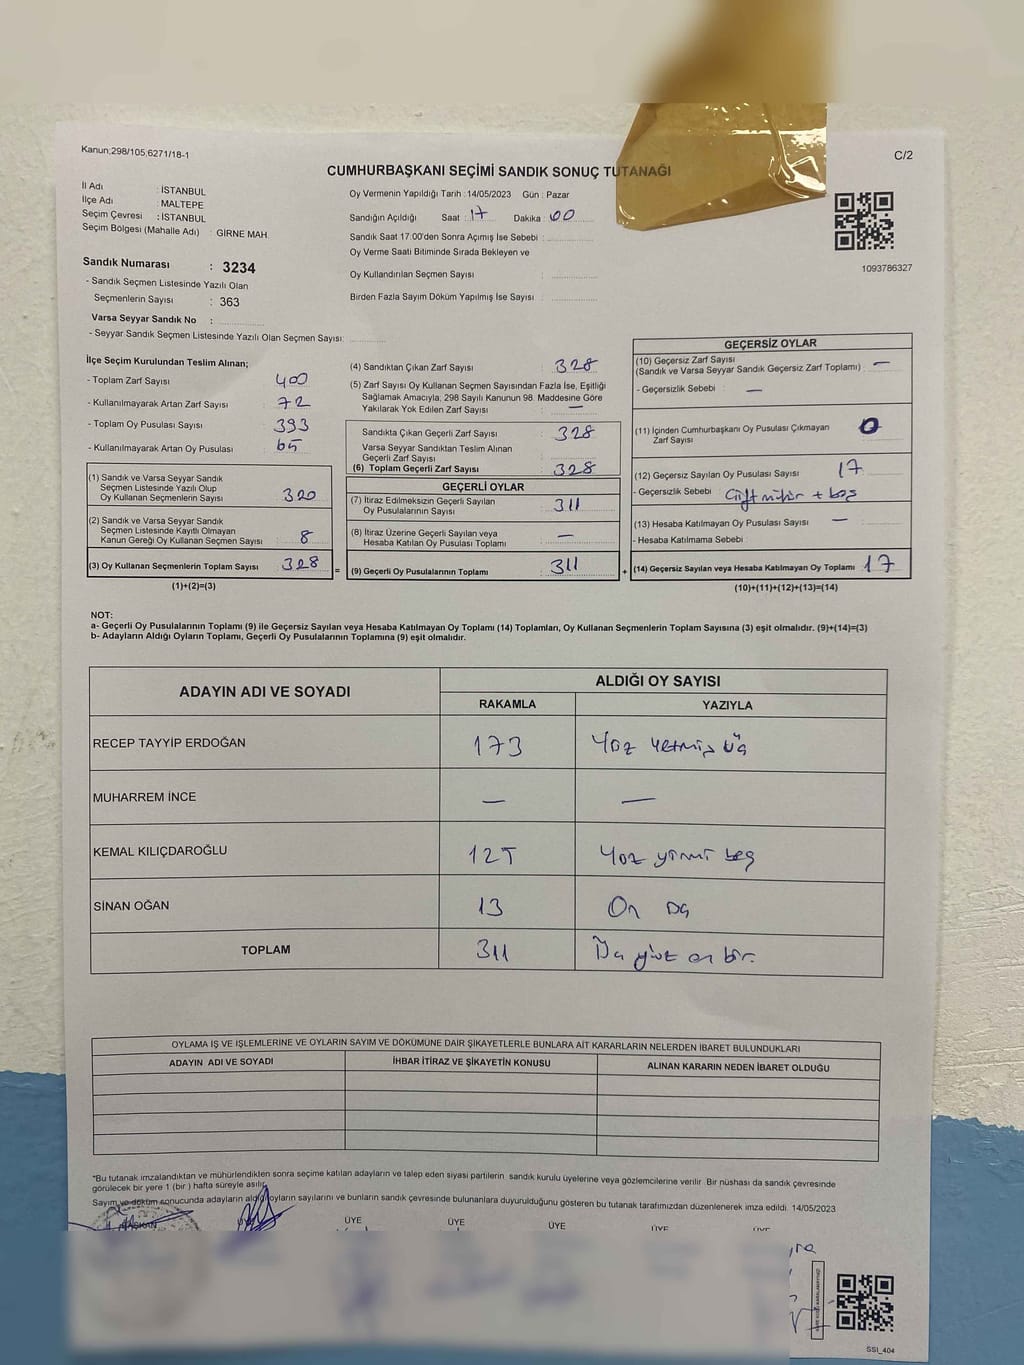 Kanun;298/105,6271/18-1
C/2
CUMHURBAŞKANI SEÇİMİ SANDIK SONUÇ TUTANAĞI
İl Adı : İSTANBUL
İlçe Adı : MALTEPE
Seçim Çevresi : İSTANBUL
Seçim Bölgesi (Mahalle Adı) : GİRNE MAH.
Oy Vermenin Yapıldığı Tarih : 14/05/2023 Gün : Pazar
Sandığın Açıldığı Saat : 17 Dakika : 00
Sandık Saat 17:00'den Sonra Açımış İse Sebebi :
Oy Verme Saati Bitiminde Sırada Bekleyen ve
Oy Kullandırılan Seçmen Sayısı :
Birden Fazla Sayım Döküm Yapılmış İse Sayısı :
1093786327
Sandık Numarası : 3234
- Sandık Seçmen Listesinde Yazılı Olan
Seçmenlerin Sayısı : 363
Varsa Seyyar Sandık No :
- Seyyar Sandık Seçmen Listesinde Yazılı Olan Seçmen Sayısı:
İlçe Seçim Kurulundan Teslim Alınan;
- Toplam Zarf Sayısı : 400
- Kullanılmayarak Artan Zarf Sayısı : 72
- Toplam Oy Pusulası Sayısı : 393
- Kullanılmayarak Artan Oy Pusulası : 65
(1) Sandık ve Varsa Seyyar Sandık
Seçmen Listesinde Yazılı Olup
Oy Kullanan Seçmenlerin Sayısı : 320
(2) Sandık ve Varsa Seyyar Sandık
Seçmen Listesinde Kayıtlı Olmayan
Kanun Gereği Oy Kullanan Seçmen Sayısı : 8
(3) Oy Kullanan Seçmenlerin Toplam Sayısı : 328
(1)+(2)=(3)
=
(4) Sandıktan Çıkan Zarf Sayısı : 328
(5) Zarf Sayısı Oy Kullanan Seçmen Sayısından Fazla İse, Eşitliği
Sağlamak Amacıyla; 298 Sayılı Kanunun 98. Maddesine Göre
Yakılarak Yok Edilen Zarf Sayısı : —
Sandıkta Çıkan Geçerli Zarf Sayısı : 328
Varsa Seyyar Sandıktan Teslim Alınan
Geçerli Zarf Sayısı :
(6) Toplam Geçerli Zarf Sayısı : 328
GEÇERLİ OYLAR
(7) İtiraz Edilmeksizin Geçerli Sayılan
Oy Pusulalarının Sayısı : 311
(8) İtiraz Üzerine Geçerli Sayılan veya
Hesaba Katılan Oy Pusulası Toplamı : —
(9) Geçerli Oy Pusulalarının Toplamı : 311
+
GEÇERSİZ OYLAR
(10) Geçersiz Zarf Sayısı
(Sandık ve Varsa Seyyar Sandık Geçersiz Zarf Toplamı) : —
- Geçersizlik Sebebi : —
(11) İçinden Cumhurbaşkanı Oy Pusulası Çıkmayan
Zarf Sayısı : 0
(12) Geçersiz Sayılan Oy Pusulası Sayısı : 17
- Geçersizlik Sebebi : Çift mühür + boş
(13) Hesaba Katılmayan Oy Pusulası Sayısı : —
- Hesaba Katılmama Sebebi :
(14) Geçersiz Sayılan veya Hesaba Katılmayan Oy Toplamı : 17
(10)+(11)+(12)+(13)=(14)
NOT:
a- Geçerli Oy Pusulalarının Toplamı (9) ile Geçersiz Sayılan veya Hesaba Katılmayan Oy Toplamı (14) Toplamları, Oy Kullanan Seçmenlerin Toplam Sayısına (3) eşit olmalıdır. (9)+(14)=(3)
b- Adayların Aldığı Oyların Toplamı, Geçerli Oy Pusulalarının Toplamına (9) eşit olmalıdır.
ADAYIN ADI VE SOYADI
ALDIĞI OY SAYISI
RAKAMLA YAZIYLA
RECEP TAYYİP ERDOĞAN 173 Yüz Yetmiş Üç
MUHARREM İNCE — —
KEMAL KILIÇDAROĞLU 125 Yüz yirmi beş
SİNAN OĞAN 13 On üç
TOPLAM 311 Üç yüz on bir.
OYLAMA İŞ VE İŞLEMLERİNE VE OYLARIN SAYIM VE DÖKÜMÜNE DAİR ŞİKAYETLERLE BUNLARA AİT KARARLARIN NELERDEN İBARET BULUNDUKLARI
ADAYIN ADI VE SOYADI İHBAR İTİRAZ VE ŞİKAYETİN KONUSU ALINAN KARARIN NEDEN İBARET OLDUĞU
*Bu tutanak imzalandıktan ve mühürlendikten sonra seçime katılan adayların ve talep eden siyasi partilerin sandık kurulu üyelerine veya gözlemcilerine verilir. Bir nüshası da sandık çevresinde
görülecek bir yere 1 (bir ) hafta süreyle asılır.
Sayım ve döküm sonucunda adayların aldığı oyların sayılarını ve bunların sandık çevresinde bulunanlara duyurulduğunu gösteren bu tutanak tarafımızdan düzenlenerek imza edildi. 14/05/2023
BAŞKAN ÜYE ÜYE ÜYE ÜYE ÜYE
SSI_404